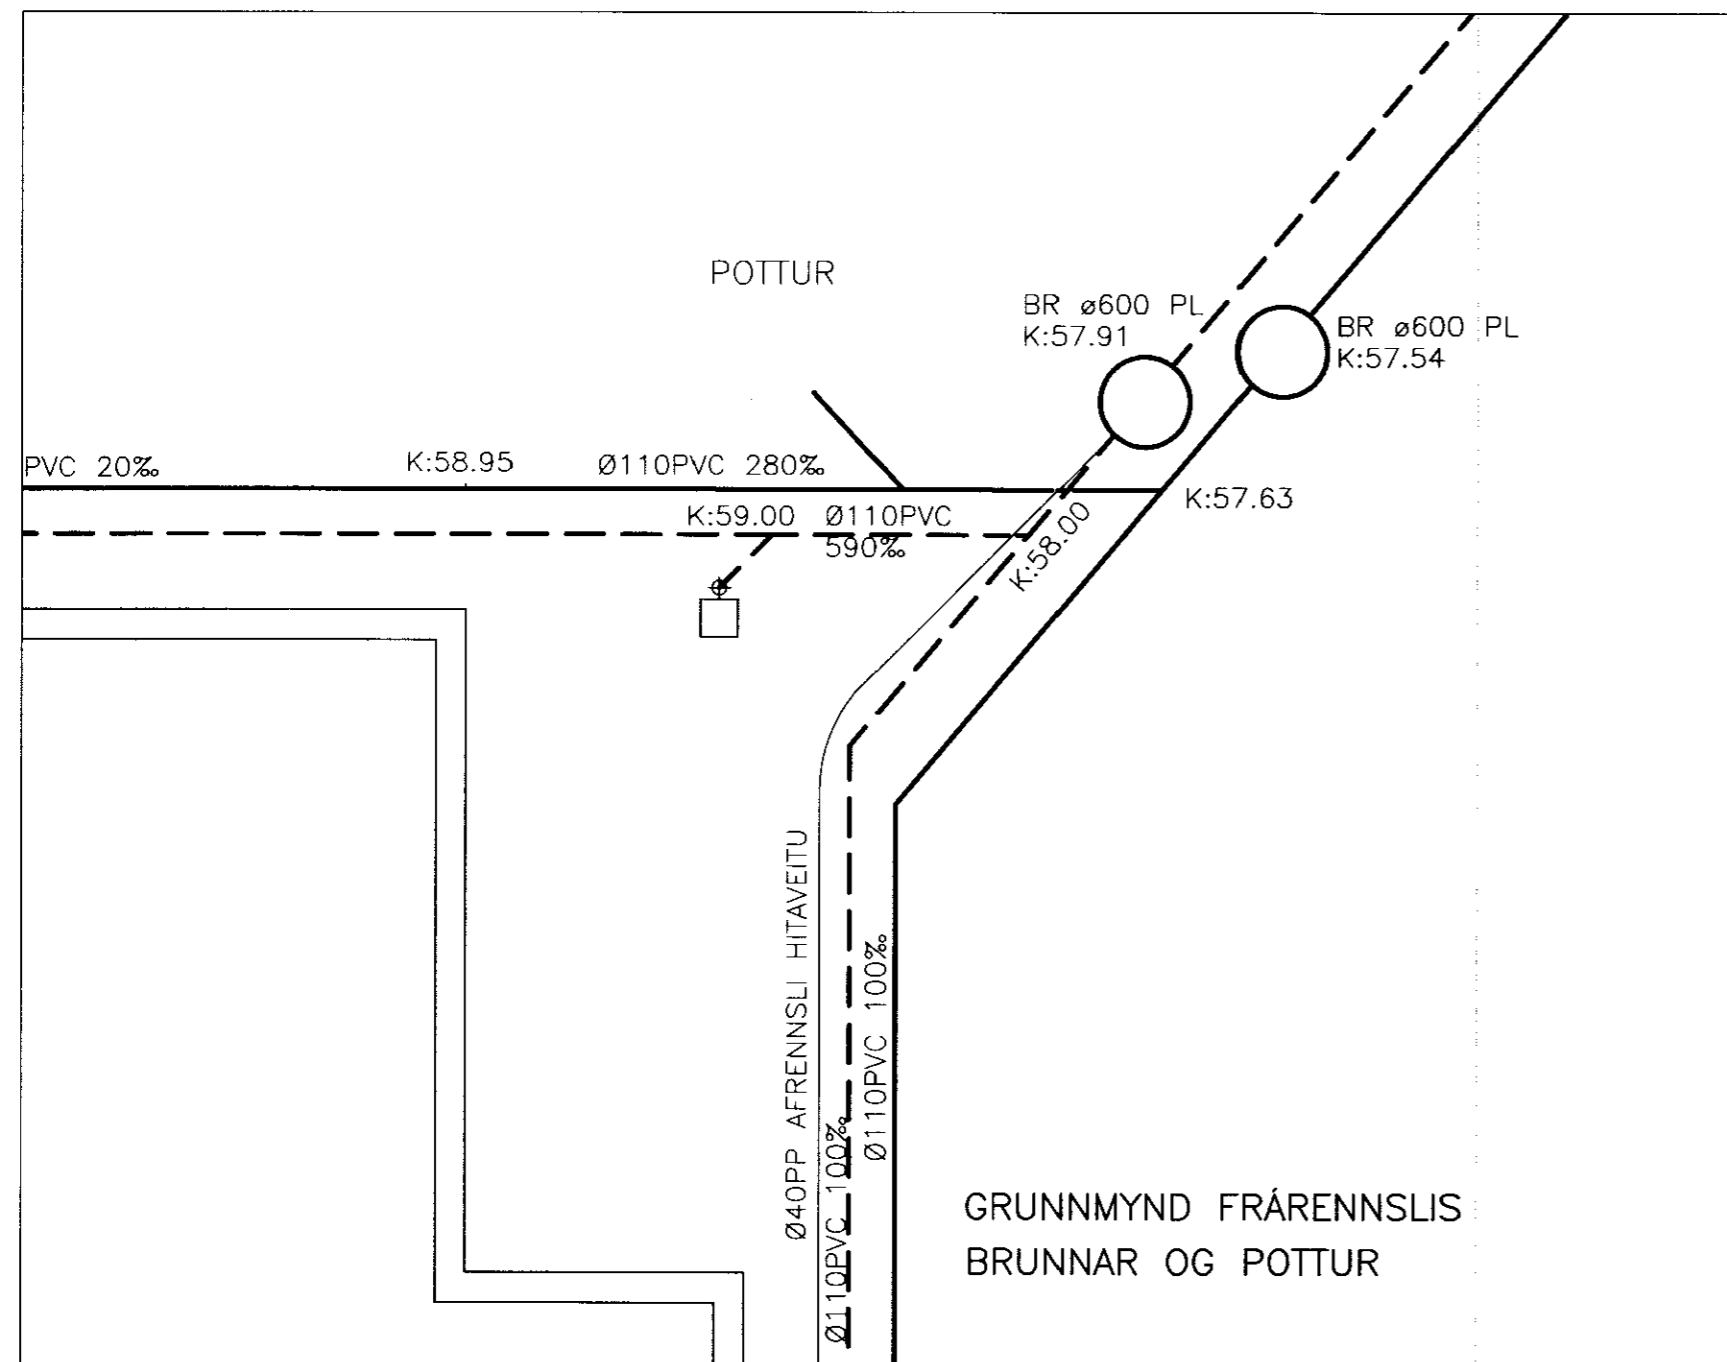 POTTUR
BR ø600 PL
K:57.91
BR ø600 PL
K:57.54
PVC 20‰
K:58.95
Ø110PVC 280‰
K:57.63
K:59.00
Ø110PVC
590‰
K:58.00
Ø40PP AFRENNSLI HITAVEITU
Ø110PVC 100‰
Ø110PVC 100‰
GRUNNMYND FRÁRENNSLIS
BRUNNAR OG POTTUR